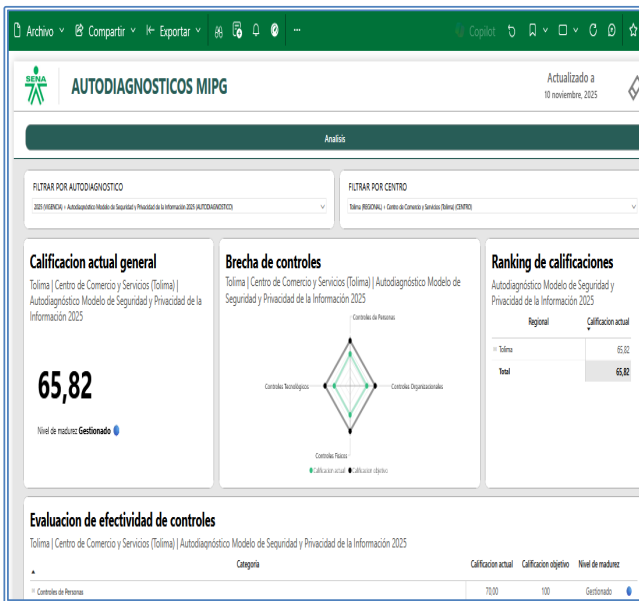 Archivo Compartir Exportar ... Copilot
SENA
AUTODIAGNOSTICOS MIPG
Actualizado a
10 noviembre, 2025
Analisis
FILTRAR POR AUTODIAGNOSTICO
2025 (VIGENCIA) + Autodiagnóstico Modelo de Seguridad y Privacidad de la Información 2025 (AUTODIAGNOSTICO)
FILTRAR POR CENTRO
Tolima (REGIONAL) + Centro de Comercio y Servicios (Tolima) (CENTRO)
Calificacion actual general
Tolima | Centro de Comercio y Servicios (Tolima) |
Autodiagnóstico Modelo de Seguridad y Privacidad de la
Información 2025
65,82
Nivel de madurez: Gestionado
Brecha de controles
Tolima | Centro de Comercio y Servicios (Tolima) | Autodiagnóstico Modelo de
Seguridad y Privacidad de la Información 2025
Controles de Personas
Controles Tecnológicos
Controles Organizacionales
Controles Físicos
Calificacion actual Calificacion objetivo
Ranking de calificaciones
Autodiagnóstico Modelo de Seguridad y
Privacidad de la Información 2025
Regional Calificacion actual
Tolima 65,82
Total 65,82
Evaluacion de efectividad de controles
Tolima | Centro de Comercio y Servicios (Tolima) | Autodiagnóstico Modelo de Seguridad y Privacidad de la Información 2025
Categoria Calificacion actual Calificacion objetivo Nivel de madurez
Controles de Personas 70,00 100 Gestionado